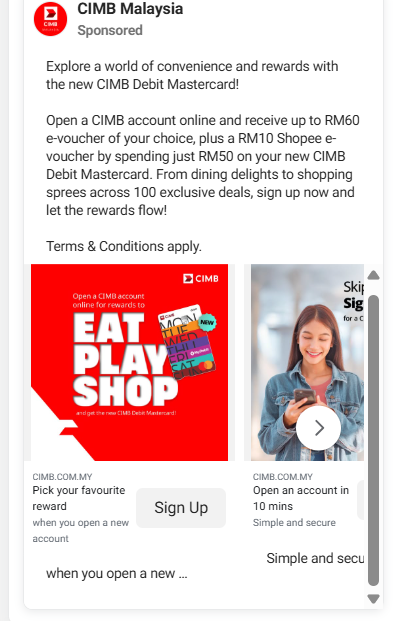 CIMB Malaysia
Sponsored
Explore a world of convenience and rewards with
the new CIMB Debit Mastercard!
Open a CIMB account online and receive up to RM60
e-voucher of your choice, plus a RM10 Shopee e-
voucher by spending just RM50 on your new CIMB
Debit Mastercard. From dining delights to shopping
sprees across 100 exclusive deals, sign up now and
let the rewards flow!
Terms & Conditions apply.
CIMB
Open a CIMB account
online for rewards to
EAT
PLAY
SHOP
and get the new CIMB Debit Mastercard!
MON
TUE
WED
THU
FRI
SAT
NEW
CIMB.COM.MY
Pick your favourite
reward
when you open a new
account
Sign Up
when you open a new ...
Skip
Sig
for a C
CIMB.COM.MY
Open an account in
10 mins
Simple and secure
Simple and secu